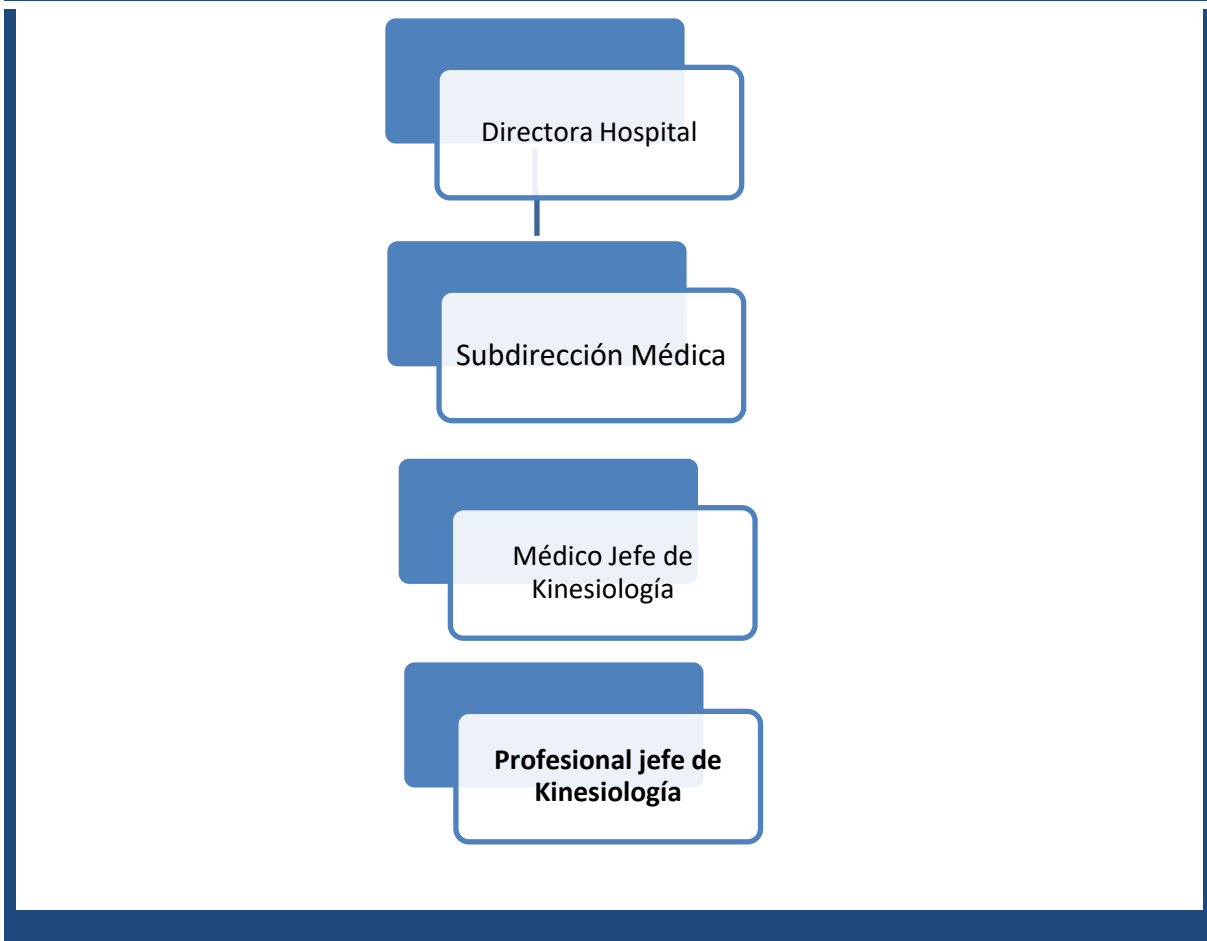 Directora Hospital
Subdirección Médica
Médico Jefe de
Kinesiología
Profesional jefe de
Kinesiología